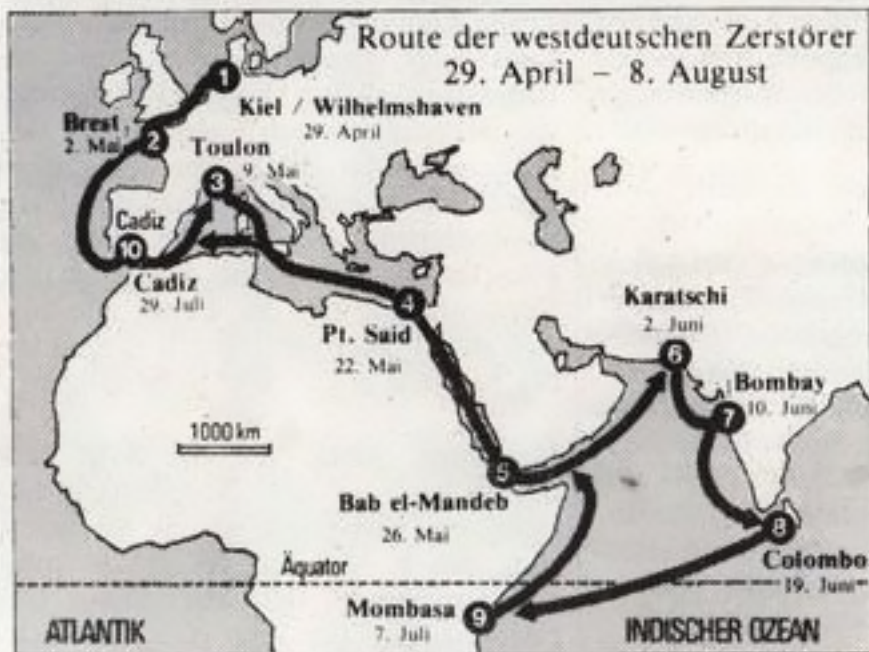 Route der westdeutschen Zerstörer
29. April – 8. August
1
Kiel / Wilhelmshaven
29. April
Brest
2. Mai
2
Toulon
9. Mai
3
Cadiz
10
Cadiz
29. Juli
4
Pt. Said
22. Mai
Karatschi
2. Juni
6
Bombay
10. Juni
7
1000 km
5
Bab el-Mandeb
26. Mai
8
Colombo
19. Juni
Äquator
Mombasa
7. Juli
9
ATLANTIK
INDISCHER OZEAN